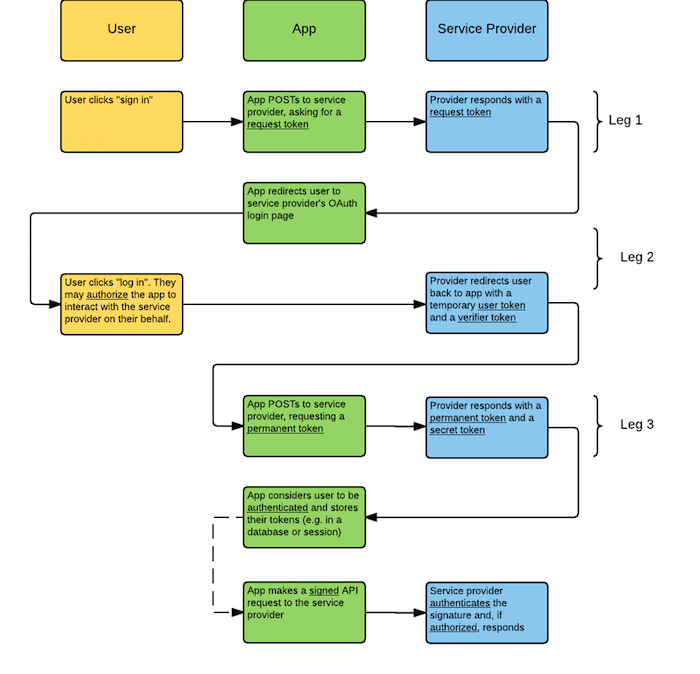 User
App
Service Provider
User clicks "sign in"
App POSTs to service
provider, asking for a
request token
Provider responds with a
request token
Leg 1
App redirects user to
service provider's OAuth
login page
Leg 2
User clicks "log in". They
may authorize the app to
interact with the service
provider on their behalf.
Provider redirects user
back to app with a
temporary user token
and a verifier token
App POSTs to service
provider, requesting a
permanent token
Provider responds with a
permanent token and a
secret token
Leg 3
App considers user to be
authenticated and stores
their tokens (e.g. in a
database or session)
App makes a signed API
request to the service
provider
Service provider
authenticates the
signature and, if
authorized, responds